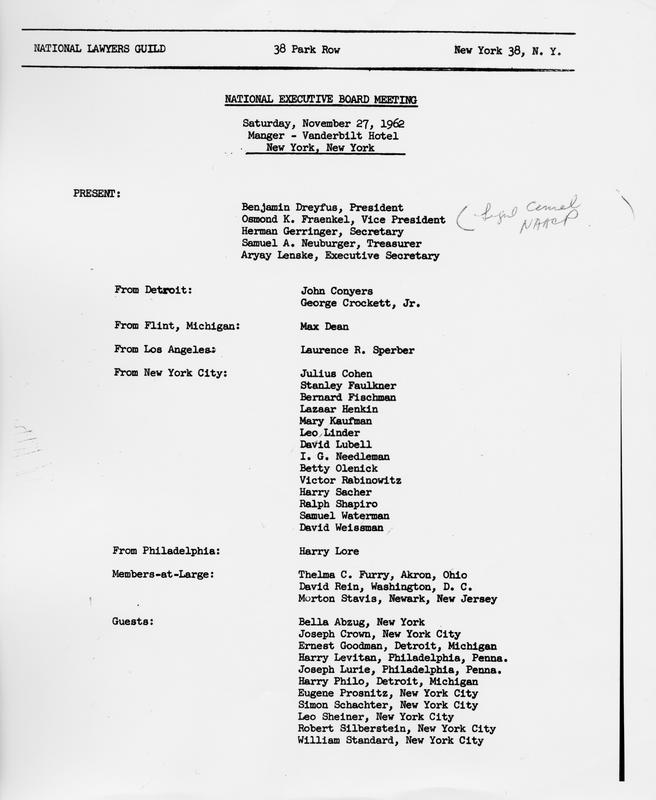 NATIONAL LAWYERS GUILD 38 Park Row New York 38, N. Y.
NATIONAL EXECUTIVE BOARD MEETING
Saturday, November 27, 1962
Manger - Vanderbilt Hotel
New York, New York
PRESENT:
Benjamin Dreyfus, President
Osmond K. Fraenkel, Vice President
Herman Gerringer, Secretary
Samuel A. Neuburger, Treasurer
Aryay Lenske, Executive Secretary
(
NAACP
From Detroit: John Conyers
George Crockett, Jr.
From Flint, Michigan: Max Dean
From Los Angeles: Laurence R. Sperber
From New York City: Julius Cohen
Stanley Faulkner
Bernard Fischman
Lazaar Henkin
Mary Kaufman
Leo Linder
David Lubell
I. G. Needleman
Betty Olenick
Victor Rabinowitz
Harry Sacher
Ralph Shapiro
Samuel Waterman
David Weissman
From Philadelphia: Harry Lore
Members-at-Large: Thelma C. Furry, Akron, Ohio
David Rein, Washington, D. C.
Morton Stavis, Newark, New Jersey
Guests: Bella Abzug, New York
Joseph Crown, New York City
Ernest Goodman, Detroit, Michigan
Harry Levitan, Philadelphia, Penna.
Joseph Lurie, Philadelphia, Penna.
Harry Philo, Detroit, Michigan
Eugene Prosnitz, New York City
Simon Schachter, New York City
Leo Sheiner, New York City
Robert Silberstein, New York City
William Standard, New York City